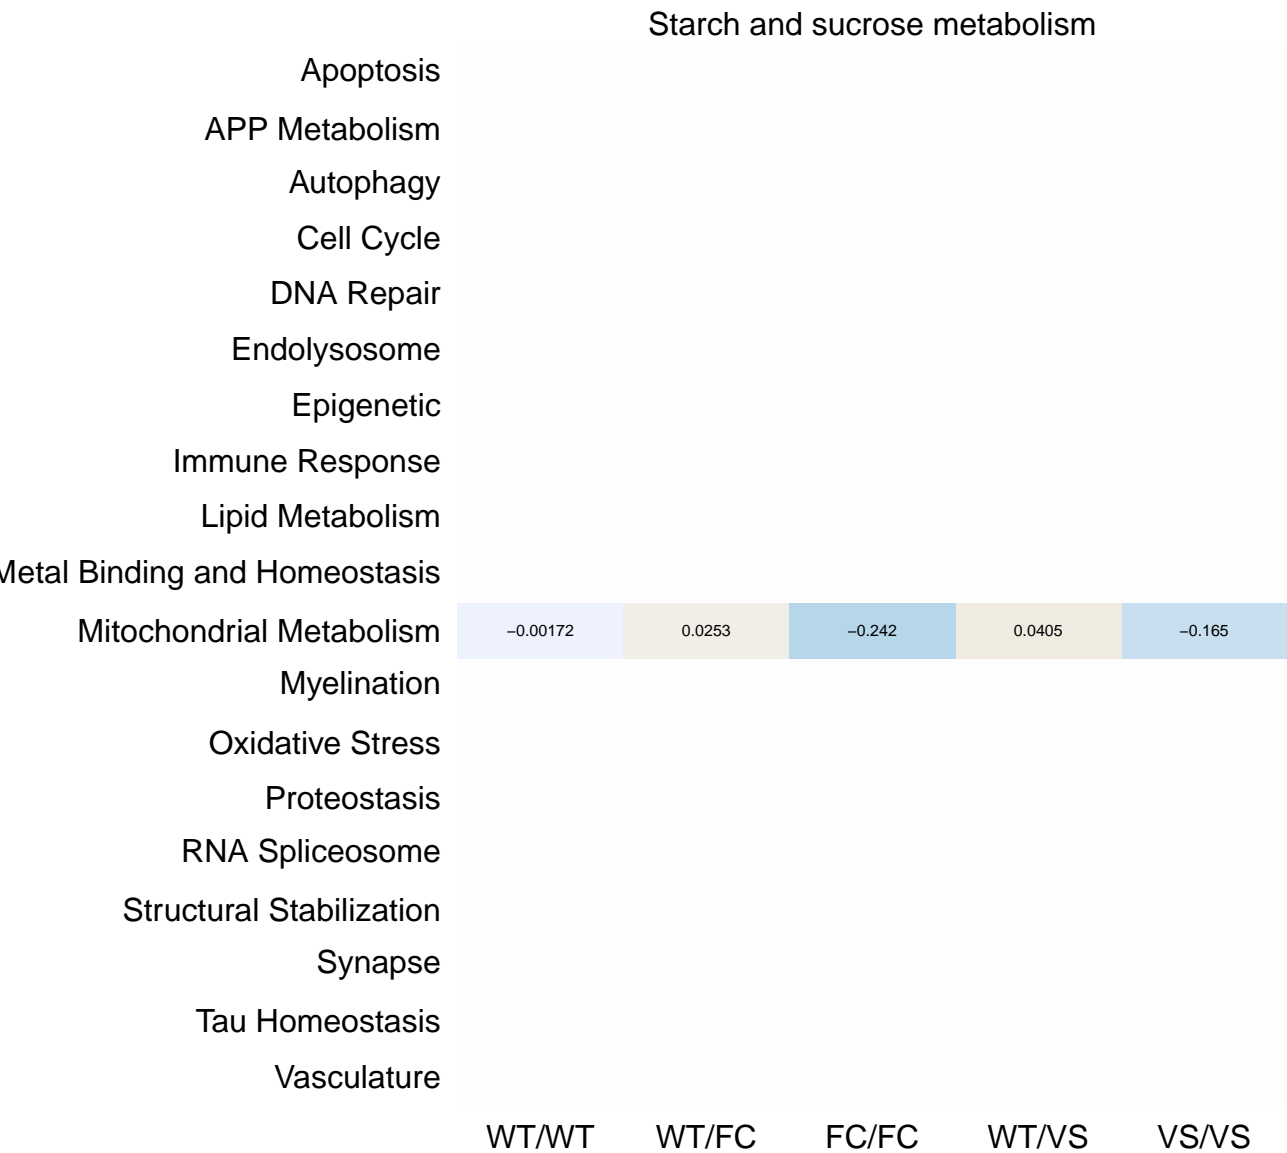 Starch and sucrose metabolism
Apoptosis
APP Metabolism
Autophagy
Cell Cycle
DNA Repair
Endolysosome
Epigenetic
Immune Response
Lipid Metabolism
Metal Binding and Homeostasis
Mitochondrial Metabolism −0.00172 0.0253 −0.242 0.0405 −0.165
Myelination
Oxidative Stress
Proteostasis
RNA Spliceosome
Structural Stabilization
Synapse
Tau Homeostasis
Vasculature
WT/WT WT/FC FC/FC WT/VS VS/VS